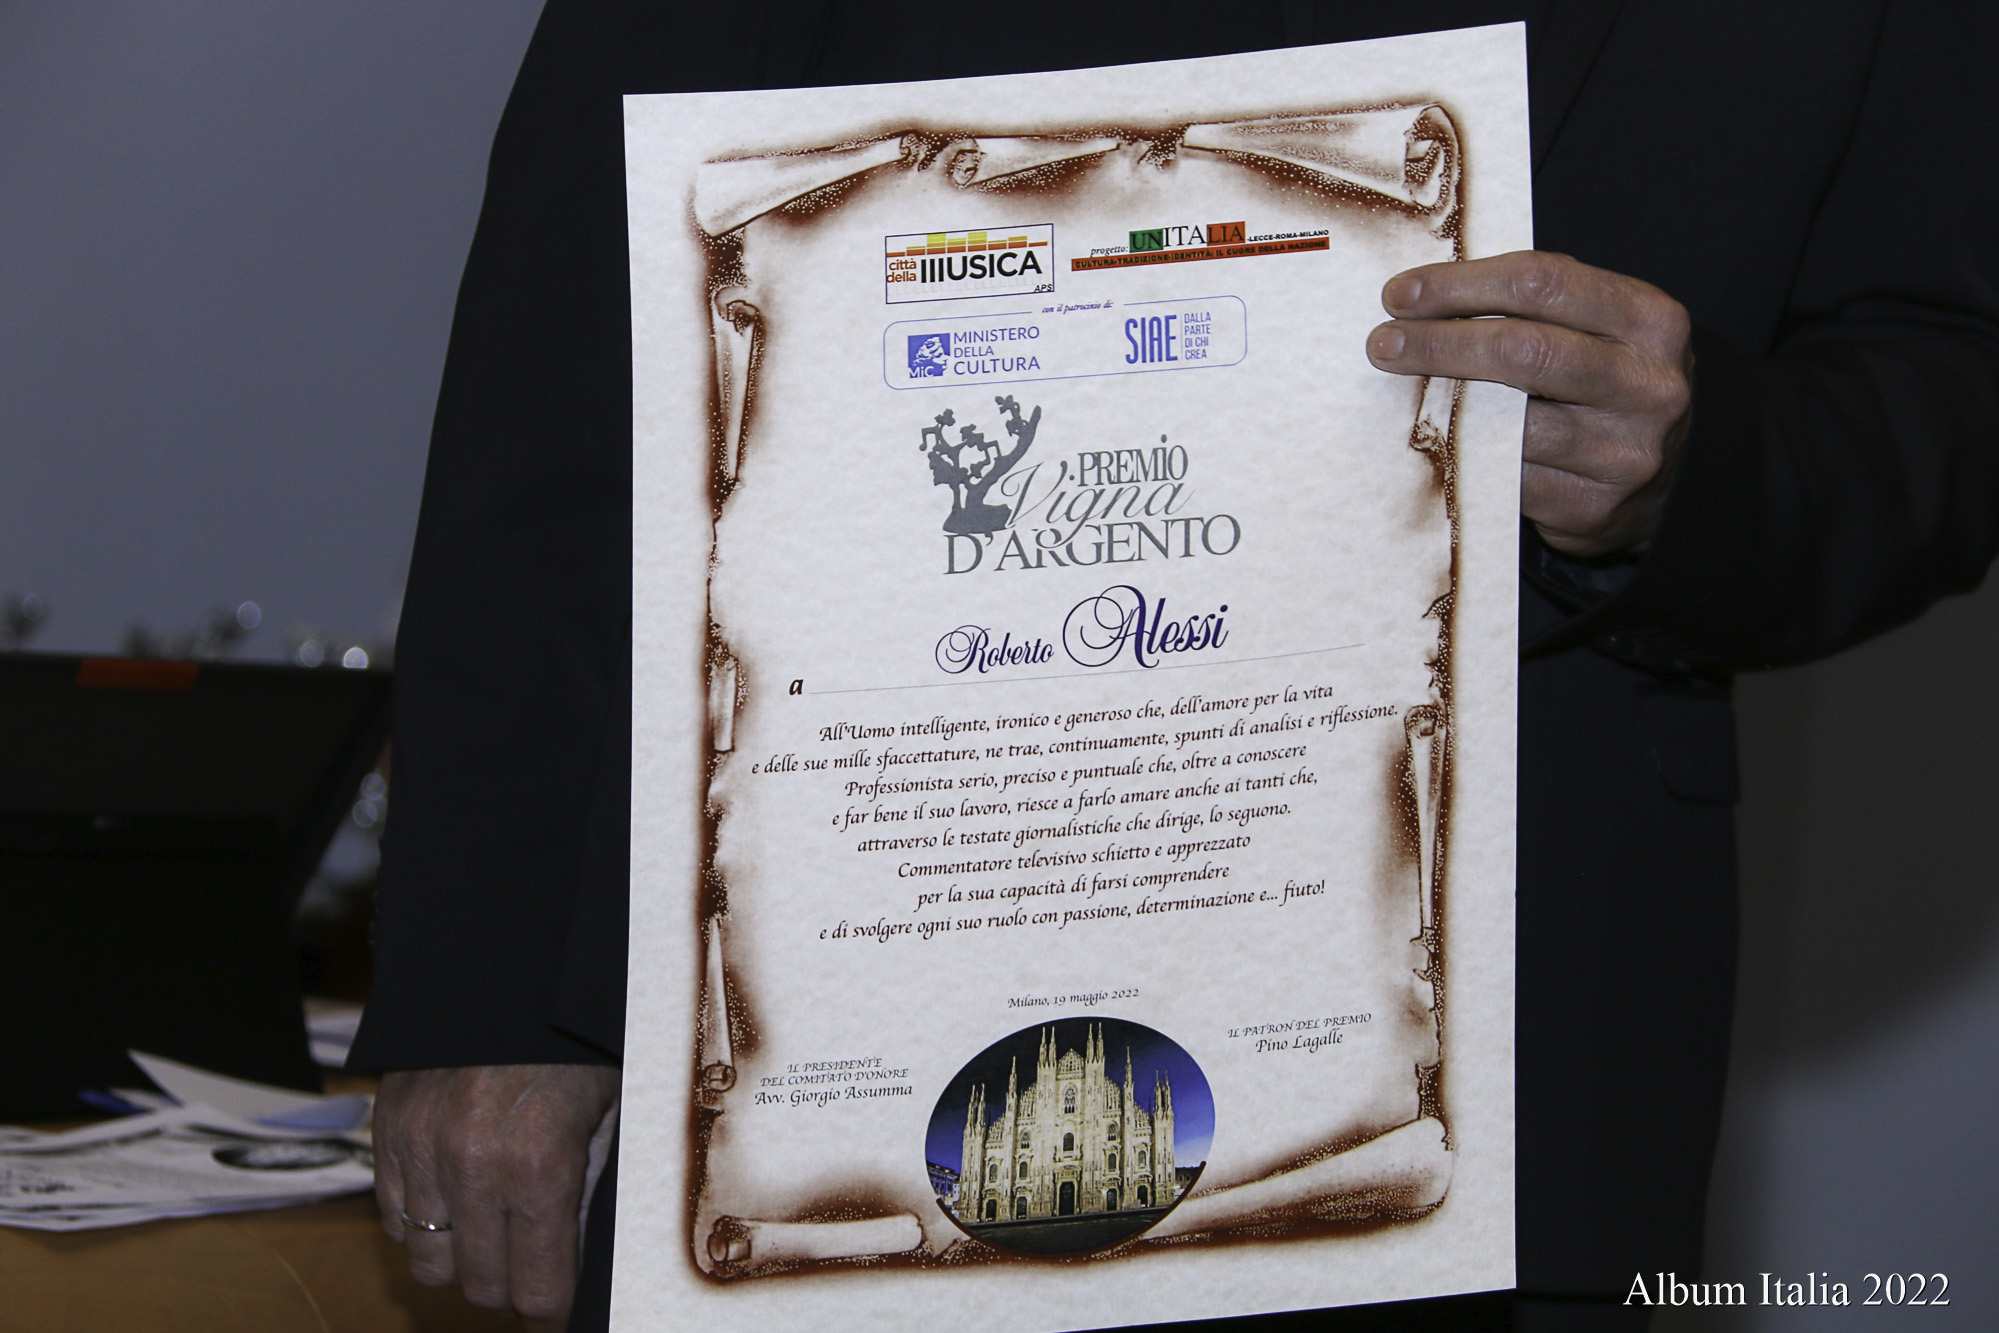 città della MUSICA APS
progetto: UNITALIA -LECCE-ROMA-MILANO
CULTURA-TRADIZIONE-IDENTITÀ: IL CUORE DELLA NAZIONE
con il patrocinio di:
MiC MINISTERO DELLA CULTURA
SIAE DALLA PARTE DI CHI CREA
PREMIO
Vigna
D'ARGENTO
a Roberto Alessi
All'Uomo intelligente, ironico e generoso che, dell'amore per la vita
e delle sue mille sfaccettature, ne trae, continuamente, spunti di analisi e riflessione.
Professionista serio, preciso e puntuale che, oltre a conoscere
e far bene il suo lavoro, riesce a farlo amare anche ai tanti che,
attraverso le testate giornalistiche che dirige, lo seguono.
Commentatore televisivo schietto e apprezzato
per la sua capacità di farsi comprendere
e di svolgere ogni suo ruolo con passione, determinazione e... fiuto!
Milano, 19 maggio 2022
IL PRESIDENTE
DEL COMITATO D'ONORE
Avv. Giorgio Assumma
IL PATRON DEL PREMIO
Pino Lagalle
Album Italia 2022